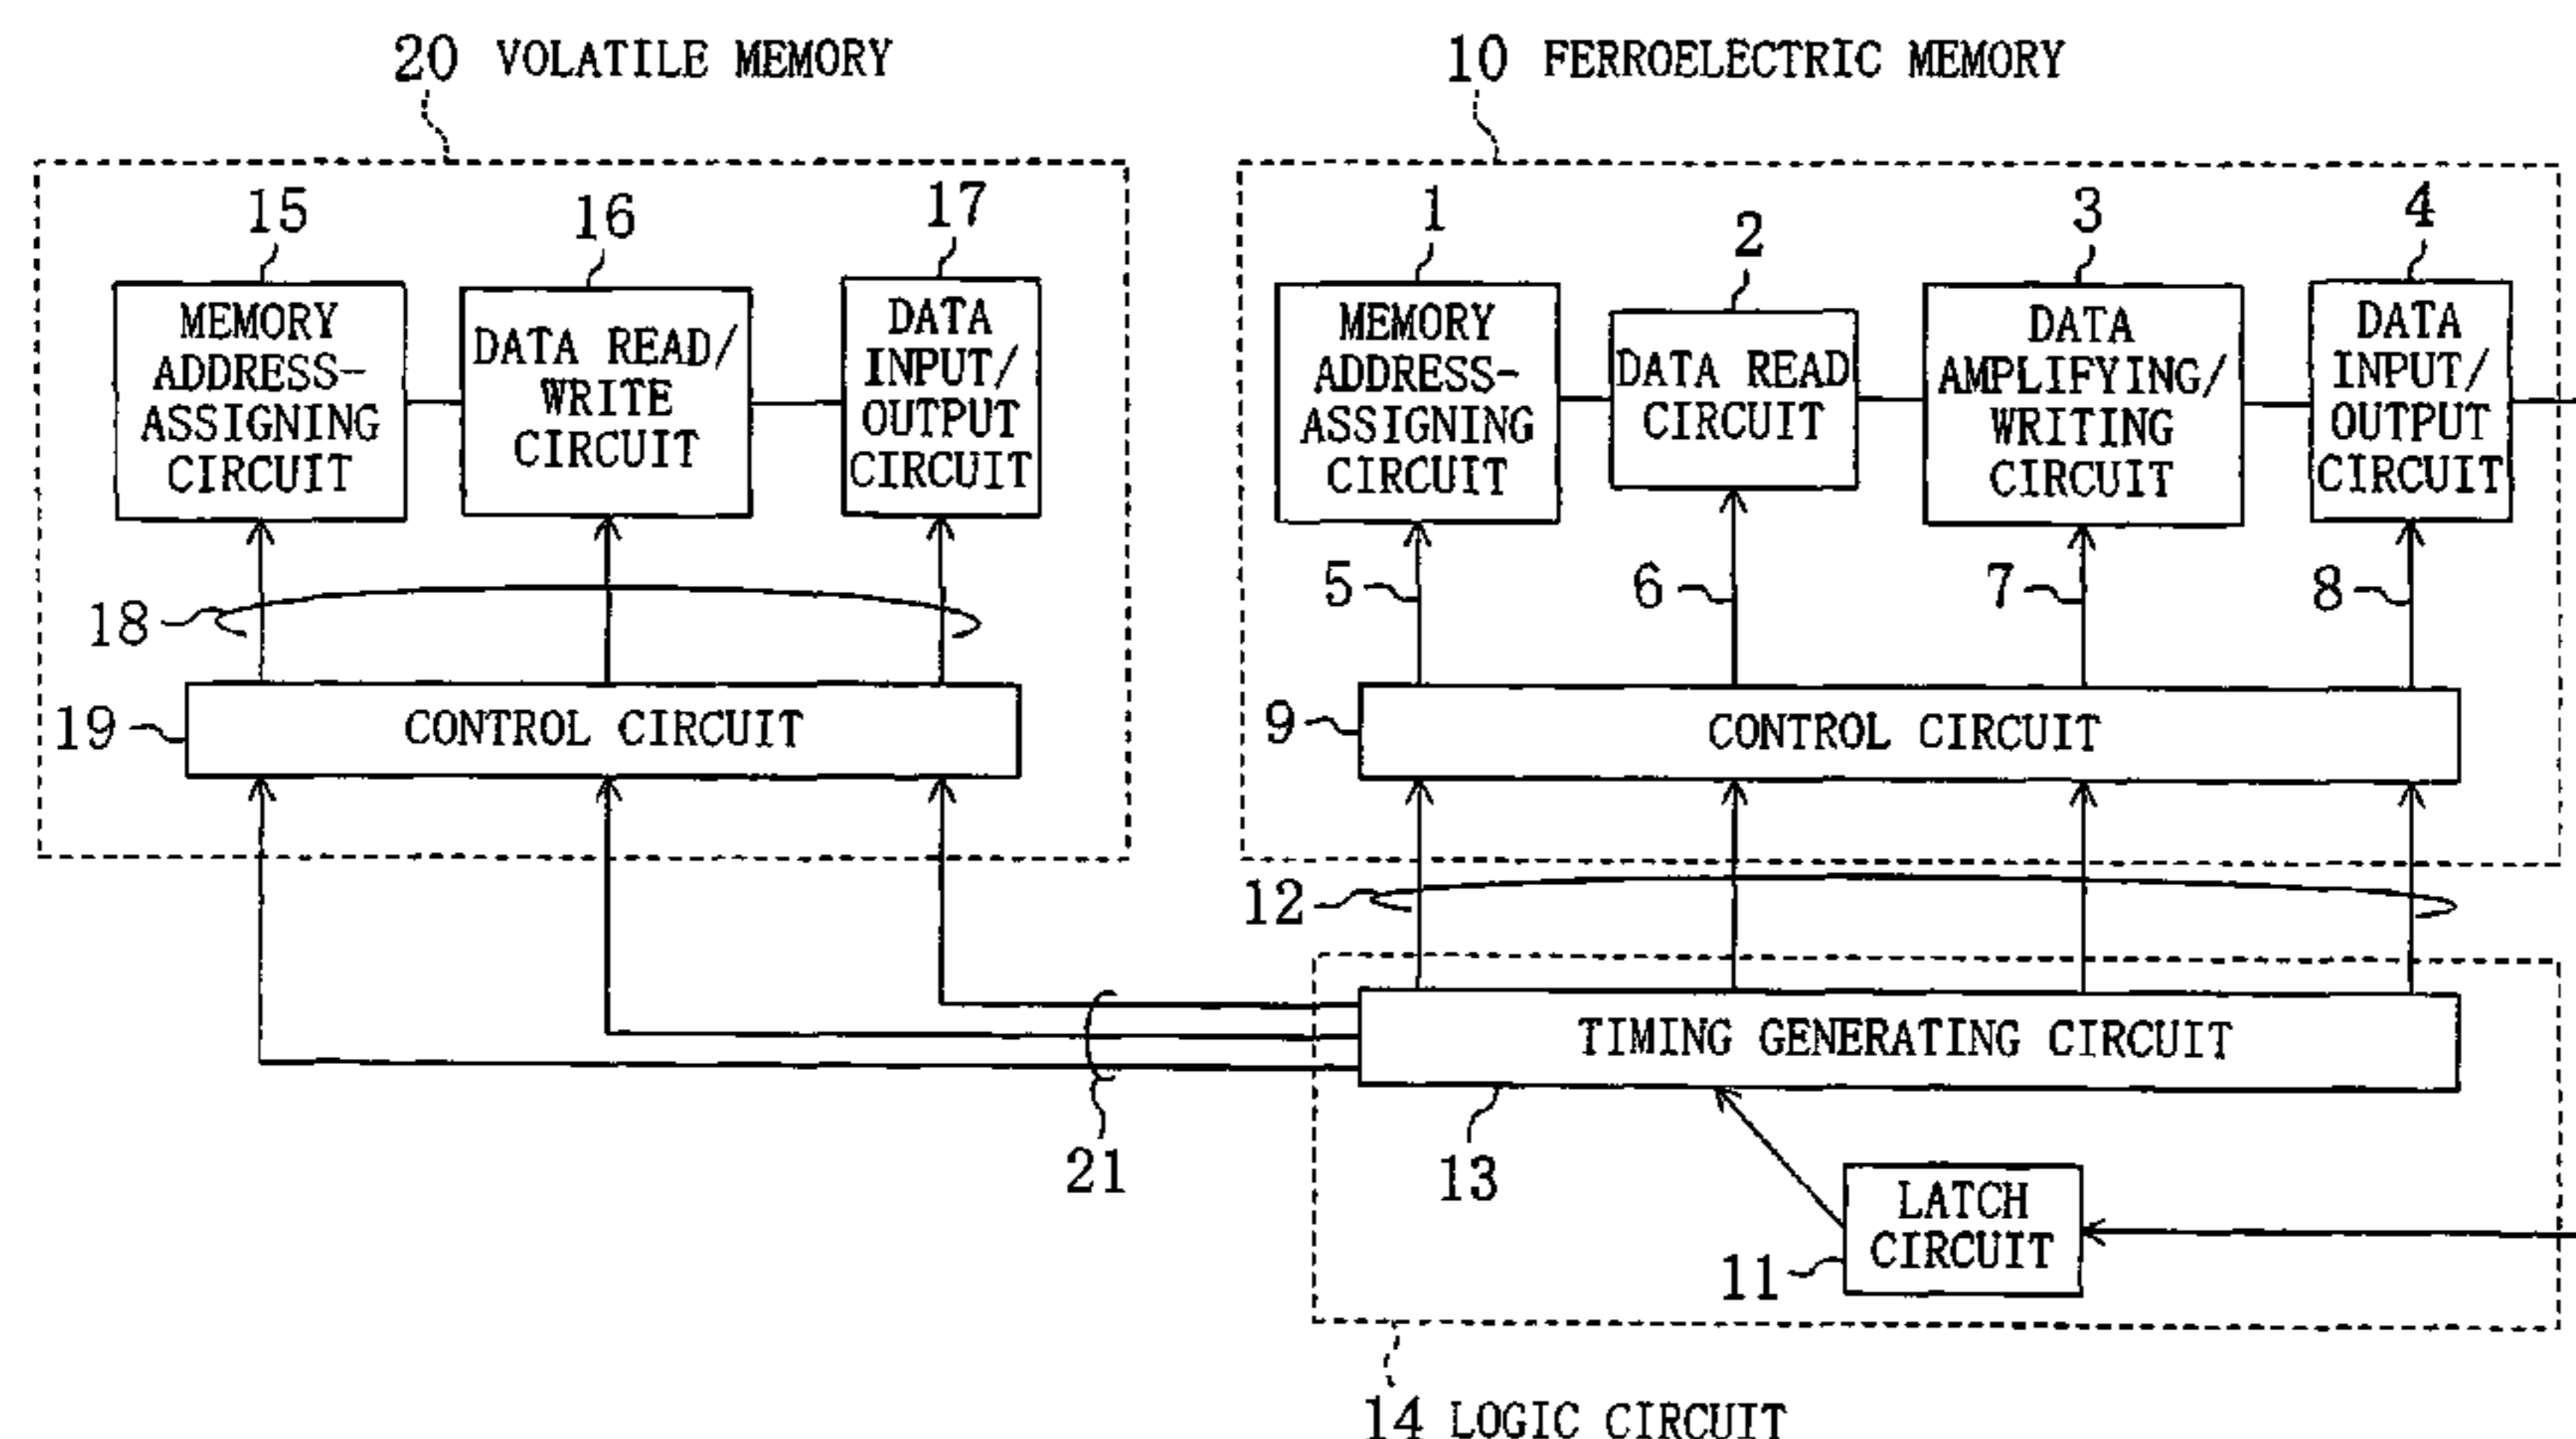 20 VOLATILE MEMORY
10 FERROELECTRIC MEMORY
15
16
17
1
2
3
4
MEMORY
ADDRESS-
ASSIGNING
CIRCUIT
DATA READ/
WRITE
CIRCUIT
DATA
INPUT/
OUTPUT
CIRCUIT
MEMORY
ADDRESS-
ASSIGNING
CIRCUIT
DATA READ
CIRCUIT
DATA
AMPLIFYING/
WRITING
CIRCUIT
DATA
INPUT/
OUTPUT
CIRCUIT
18
5
6
7
8
19
CONTROL CIRCUIT
9
CONTROL CIRCUIT
12
TIMING GENERATING CIRCUIT
21
13
LATCH
CIRCUIT
11
14 LOGIC CIRCUIT